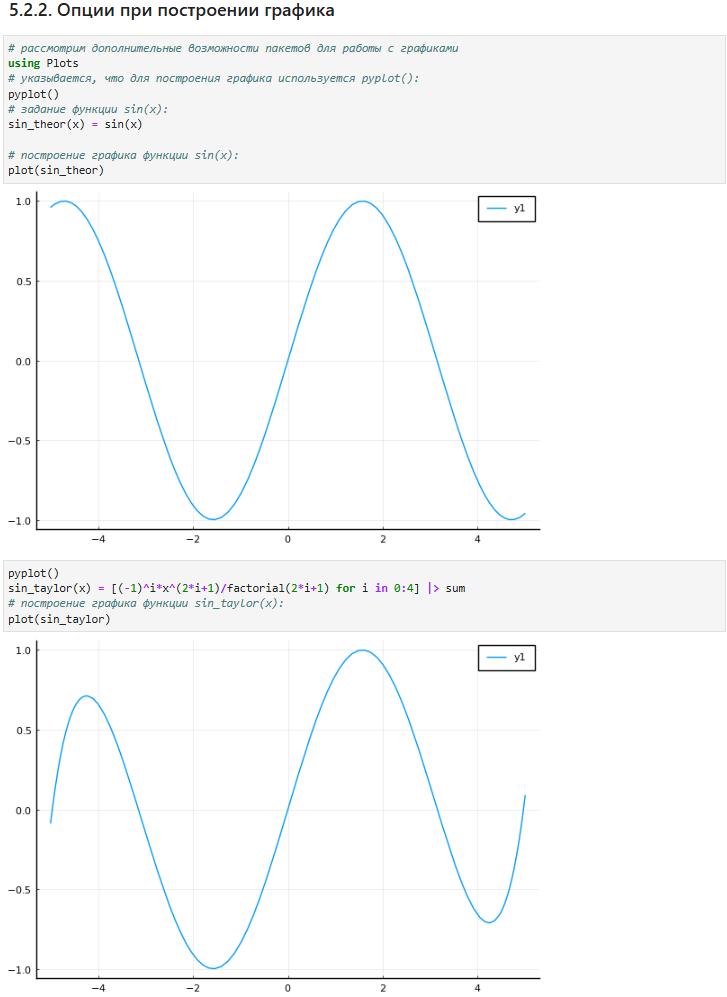 5.2.2. Опции при построении графика
# рассмотрим дополнительные возможности пакетов для работы с графиками
using Plots
# указывается, что для построения графика используется pyplot():
pyplot()
# задание функции sin(x):
sin_theor(x) = sin(x)
# построение графика функции sin(x):
plot(sin_theor)
1.0
y1
0.5
0.0
−0.5
−1.0
−4 −2 0 2 4
pyplot()
sin_taylor(x) = [(-1)^i*x^(2*i+1)/factorial(2*i+1) for i in 0:4] |> sum
# построение графика функции sin_taylor(x):
plot(sin_taylor)
1.0
y1
0.5
0.0
−0.5
−1.0
−4 −2 0 2 4